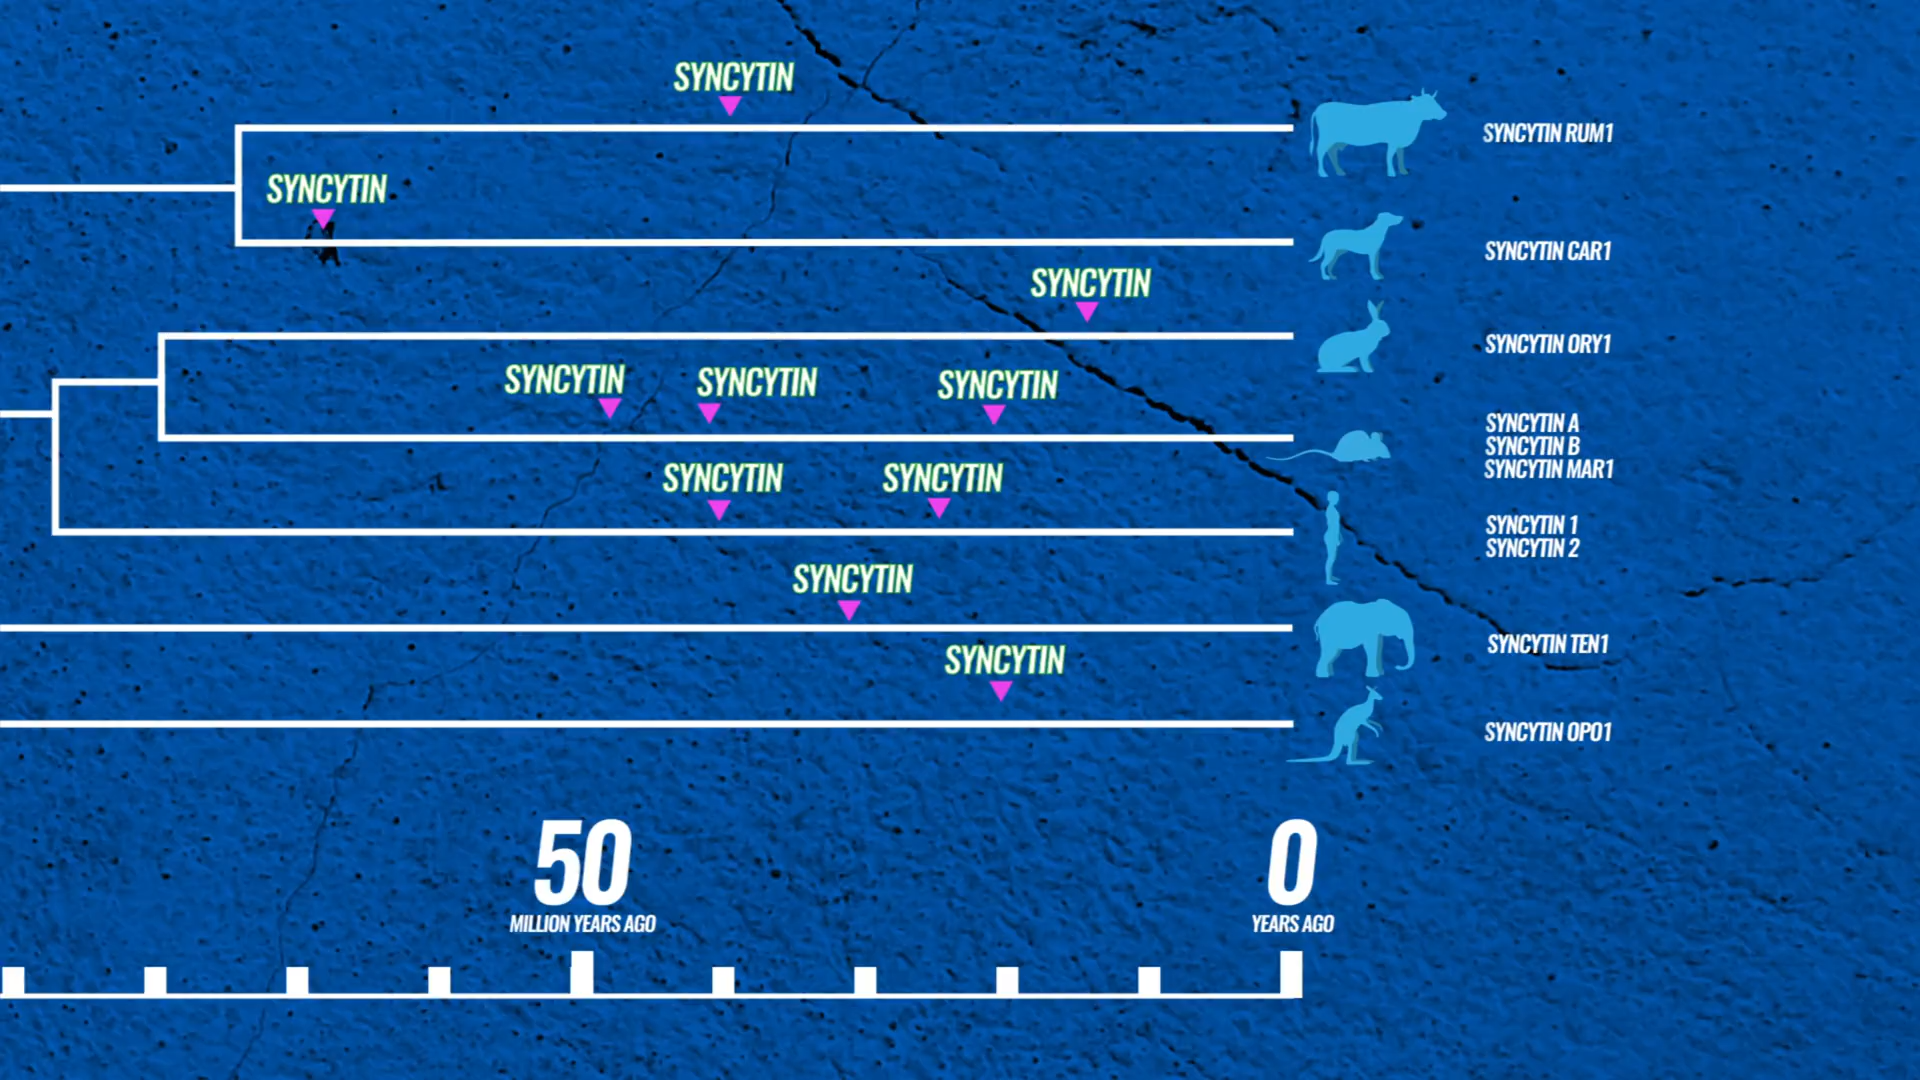 SYNCYTIN
SYNCYTIN RUM1
SYNCYTIN
SYNCYTIN CAR1
SYNCYTIN
SYNCYTIN ORY1
SYNCYTIN SYNCYTIN SYNCYTIN
SYNCYTIN A
SYNCYTIN B
SYNCYTIN MAR1
SYNCYTIN SYNCYTIN
SYNCYTIN 1
SYNCYTIN 2
SYNCYTIN
SYNCYTIN TEN1
SYNCYTIN
SYNCYTIN OPO1
50
MILLION YEARS AGO
0
YEARS AGO